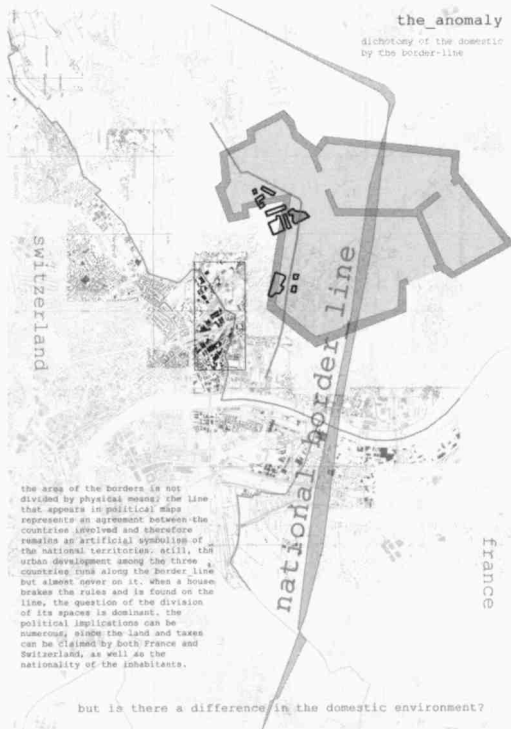 the_anomaly
dichotomy of the domestic
by the border-line
switzerland
national border line
france
the area of the borders is not
divided by physical means; the line
that appears in political maps
represents an agreement between the
countries involved and therefore
remains an artificial symbolism of
the national territories. still, the
urban development among the three
countries runs along the border line
but almost never on it. when a house
brakes the rules and is found on the
line, the question of the division
of its spaces is dominant. the
political implications can be
numerous, since the land and taxes
can be claimed by both France and
Switzerland, as well as the
nationality of the inhabitants.
but is there a difference in the domestic environment?